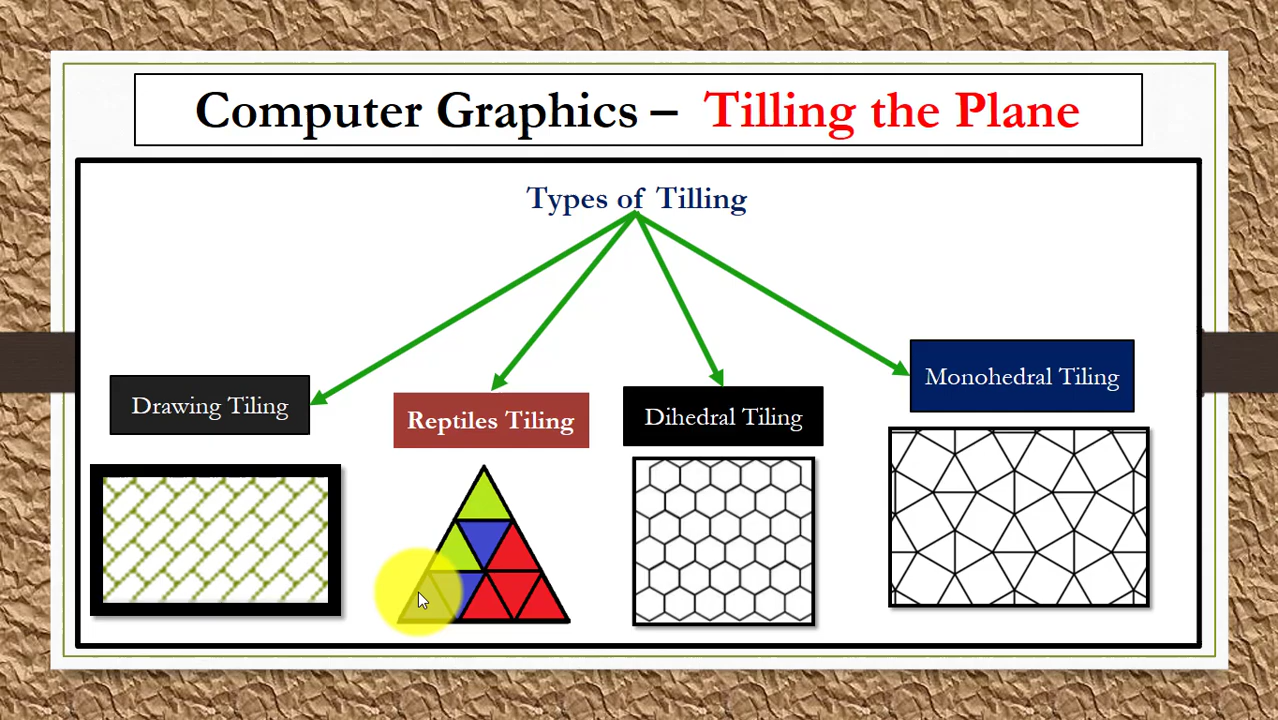 Computer Graphics – Tilling the Plane
Types of Tilling
Drawing Tiling
Reptiles Tiling
Dihedral Tiling
Monohedral Tiling